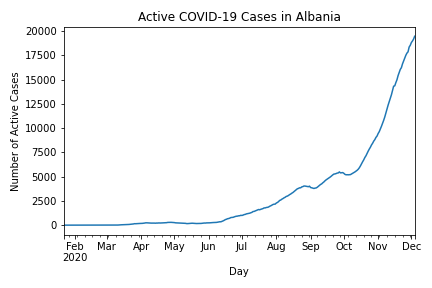 Active COVID-19 Cases in Albania
Number of Active Cases
20000
17500
15000
12500
10000
7500
5000
2500
0
Feb Mar Apr May Jun Jul Aug Sep Oct Nov Dec
2020
Day